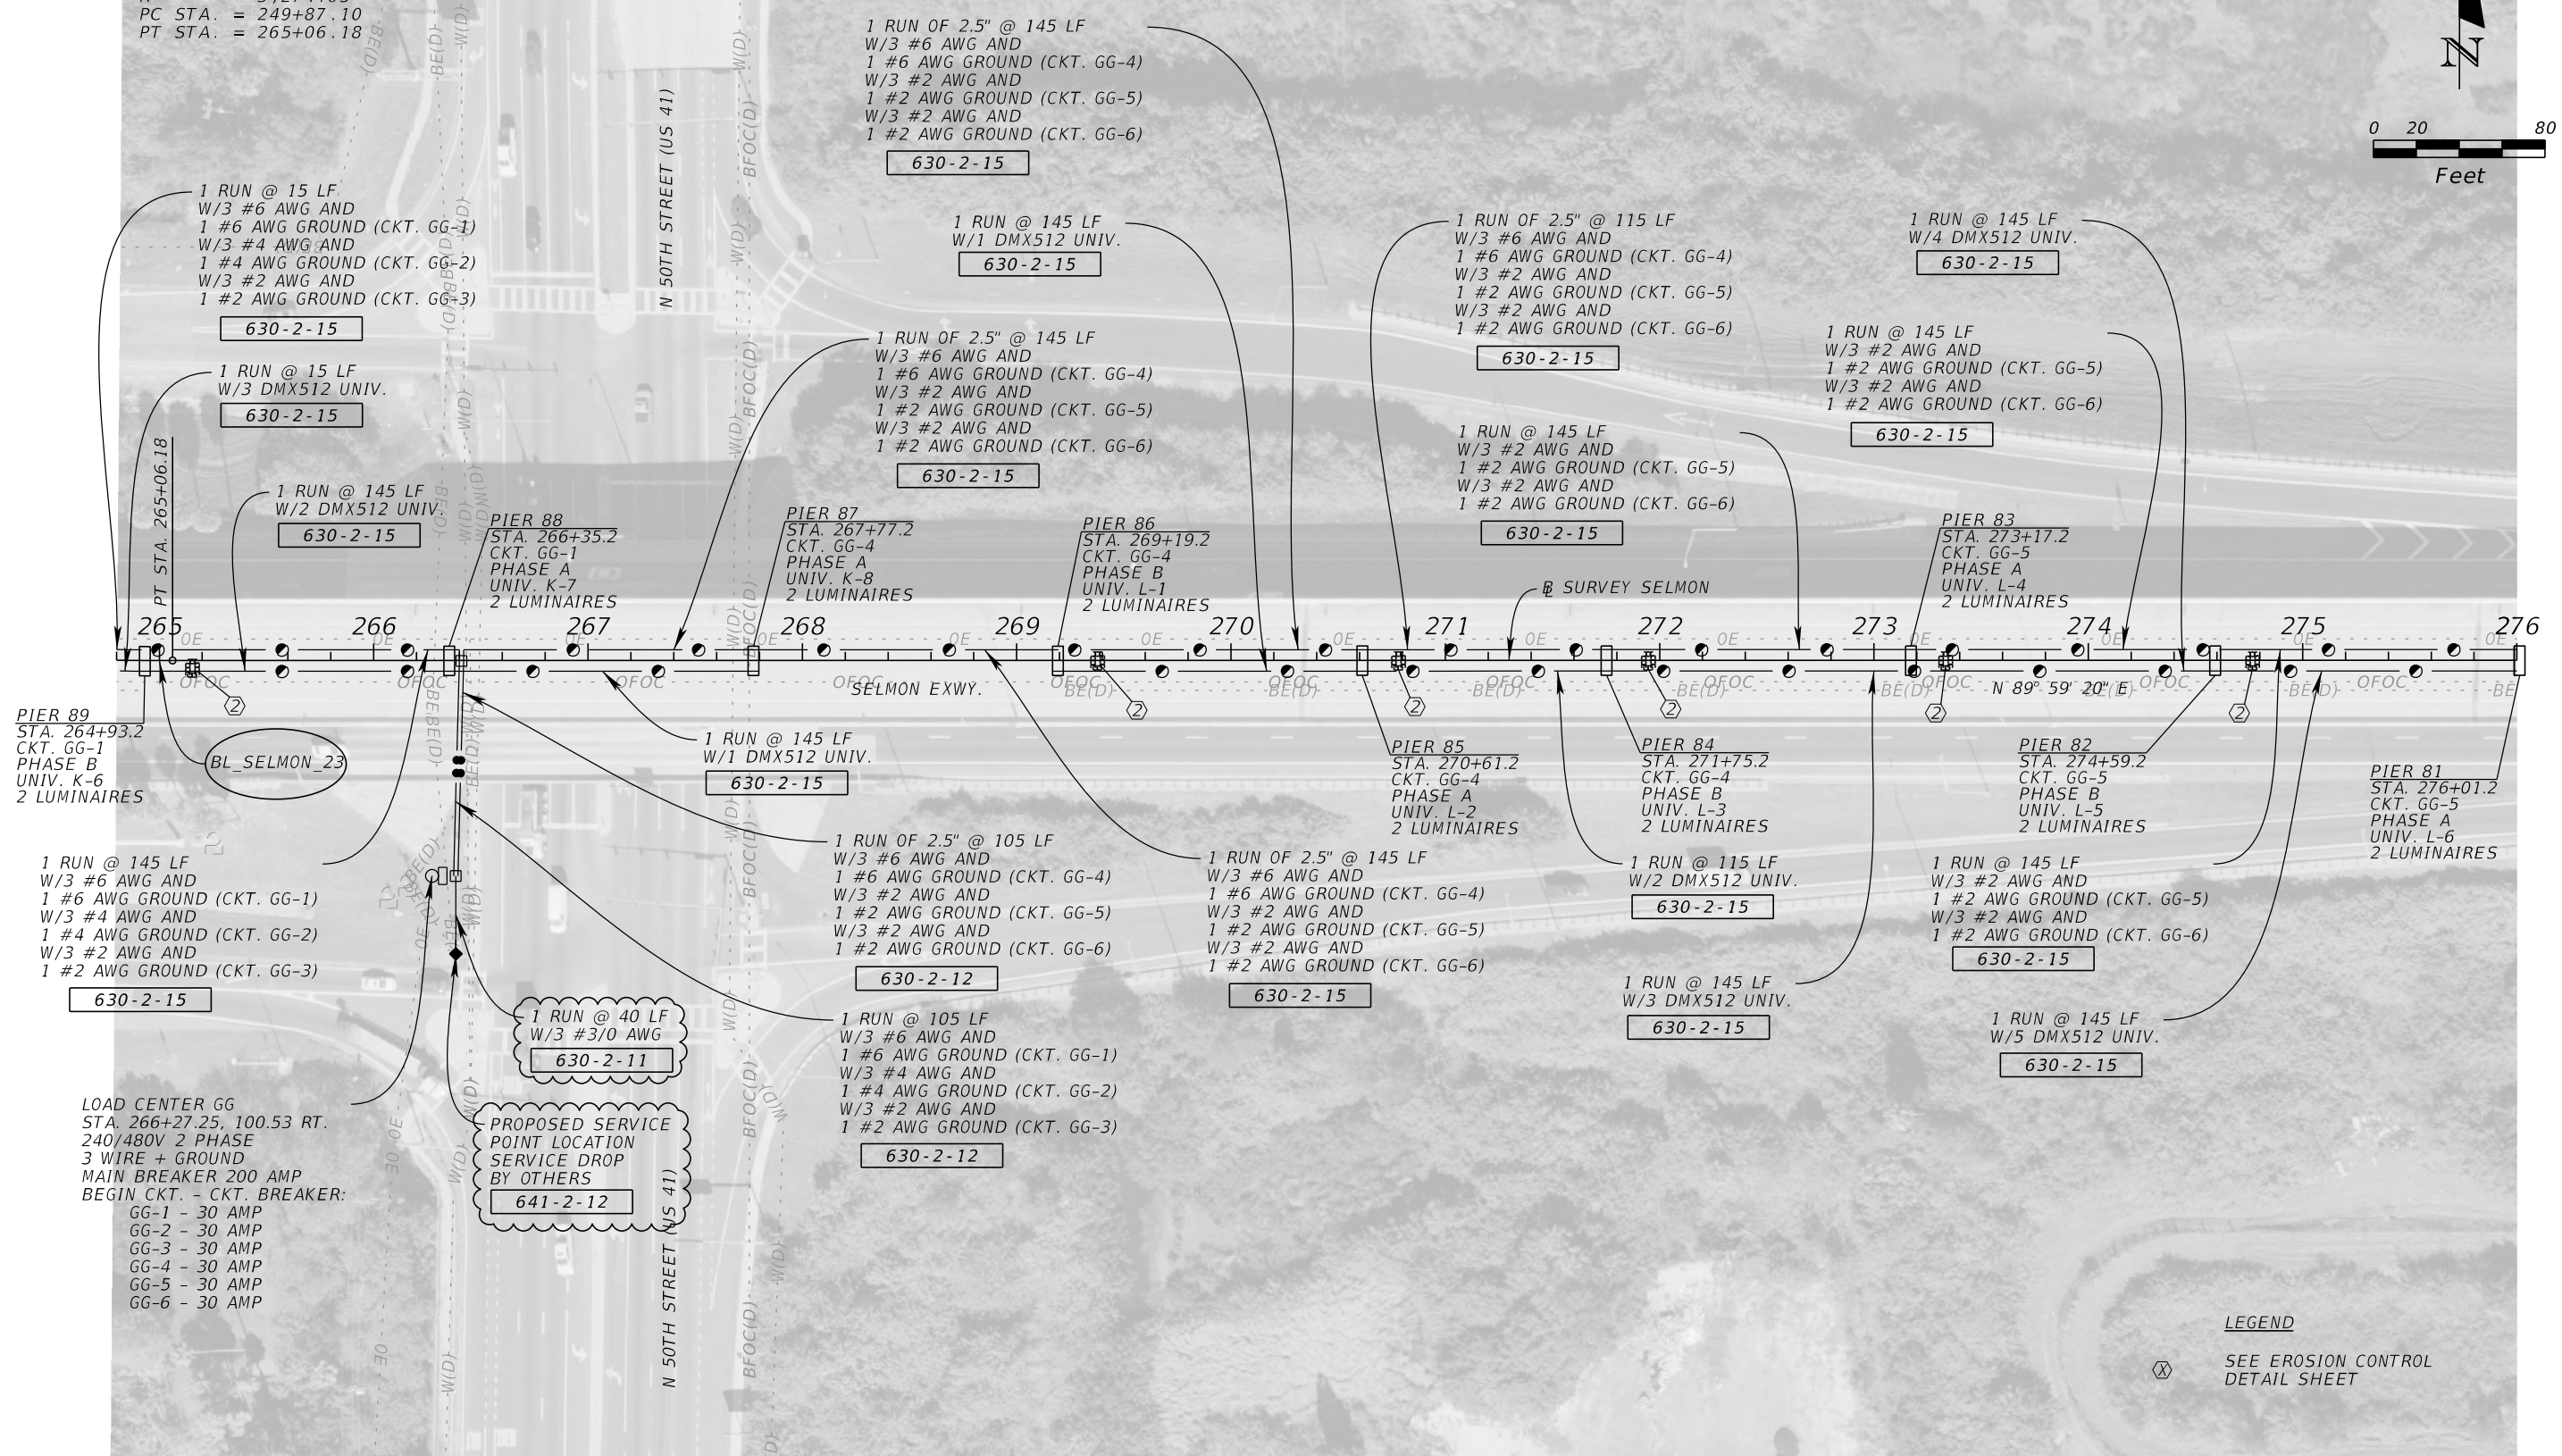 PC STA. = 249+87.10
PT STA. = 265+06.18
1 RUN OF 2.5" @ 145 LF
W/3 #6 AWG AND
1 #6 AWG GROUND (CKT. GG-4)
W/3 #2 AWG AND
1 #2 AWG GROUND (CKT. GG-5)
W/3 #2 AWG AND
1 #2 AWG GROUND (CKT. GG-6)
630-2-15
N
0 20 80
Feet
N 50TH STREET (US 41)
1 RUN @ 15 LF
W/3 #6 AWG AND
1 #6 AWG GROUND (CKT. GG-1)
W/3 #4 AWG AND
1 #4 AWG GROUND (CKT. GG-2)
W/3 #2 AWG AND
1 #2 AWG GROUND (CKT. GG-3)
630-2-15
1 RUN @ 145 LF
W/1 DMX512 UNIV.
630-2-15
1 RUN OF 2.5" @ 115 LF
W/3 #6 AWG AND
1 #6 AWG GROUND (CKT. GG-4)
W/3 #2 AWG AND
1 #2 AWG GROUND (CKT. GG-5)
W/3 #2 AWG AND
1 #2 AWG GROUND (CKT. GG-6)
630-2-15
1 RUN @ 145 LF
W/4 DMX512 UNIV.
630-2-15
1 RUN @ 15 LF
W/3 DMX512 UNIV.
630-2-15
1 RUN OF 2.5" @ 145 LF
W/3 #6 AWG AND
1 #6 AWG GROUND (CKT. GG-4)
W/3 #2 AWG AND
1 #2 AWG GROUND (CKT. GG-5)
W/3 #2 AWG AND
1 #2 AWG GROUND (CKT. GG-6)
630-2-15
1 RUN @ 145 LF
W/3 #2 AWG AND
1 #2 AWG GROUND (CKT. GG-5)
W/3 #2 AWG AND
1 #2 AWG GROUND (CKT. GG-6)
630-2-15
1 RUN @ 145 LF
W/3 #2 AWG AND
1 #2 AWG GROUND (CKT. GG-5)
W/3 #2 AWG AND
1 #2 AWG GROUND (CKT. GG-6)
630-2-15
PT STA. 265+06.18
1 RUN @ 145 LF
W/2 DMX512 UNIV.
630-2-15
PIER 88
STA. 266+35.2
CKT. GG-1
PHASE A
UNIV. K-7
2 LUMINAIRES
PIER 87
STA. 267+77.2
CKT. GG-4
PHASE A
UNIV. K-8
2 LUMINAIRES
PIER 86
STA. 269+19.2
CKT. GG-4
PHASE B
UNIV. L-1
2 LUMINAIRES
PIER 83
STA. 273+17.2
CKT. GG-5
PHASE A
UNIV. L-4
2 LUMINAIRES
BL SURVEY SELMON
265 266 267 268 269 270 271 272 273 274 275 276
OE OE OE OE OE OE OE OE OE OE OE
OFOC OFOC OFOC OFOC OFOC OFOC OFOC OFOC OFOC OFOC
BE(D) BE(D) BE(D) BE(D) BE(D) BE(D) BE(D) BE
SELMON EXWY.
N 89° 59' 20" E
2 2 2 2 2 2
PIER 89
STA. 264+93.2
CKT. GG-1
PHASE B
UNIV. K-6
2 LUMINAIRES
BL_SELMON_23
1 RUN @ 145 LF
W/1 DMX512 UNIV.
630-2-15
PIER 85
STA. 270+61.2
CKT. GG-4
PHASE A
UNIV. L-2
2 LUMINAIRES
PIER 84
STA. 271+75.2
CKT. GG-4
PHASE B
UNIV. L-3
2 LUMINAIRES
PIER 82
STA. 274+59.2
CKT. GG-5
PHASE B
UNIV. L-5
2 LUMINAIRES
PIER 81
STA. 276+01.2
CKT. GG-5
PHASE A
UNIV. L-6
2 LUMINAIRES
1 RUN @ 145 LF
W/3 #6 AWG AND
1 #6 AWG GROUND (CKT. GG-1)
W/3 #4 AWG AND
1 #4 AWG GROUND (CKT. GG-2)
W/3 #2 AWG AND
1 #2 AWG GROUND (CKT. GG-3)
630-2-15
1 RUN OF 2.5" @ 105 LF
W/3 #6 AWG AND
1 #6 AWG GROUND (CKT. GG-4)
W/3 #2 AWG AND
1 #2 AWG GROUND (CKT. GG-5)
W/3 #2 AWG AND
1 #2 AWG GROUND (CKT. GG-6)
630-2-12
1 RUN OF 2.5" @ 145 LF
W/3 #6 AWG AND
1 #6 AWG GROUND (CKT. GG-4)
W/3 #2 AWG AND
1 #2 AWG GROUND (CKT. GG-5)
W/3 #2 AWG AND
1 #2 AWG GROUND (CKT. GG-6)
630-2-15
1 RUN @ 115 LF
W/2 DMX512 UNIV.
630-2-15
1 RUN @ 145 LF
W/3 #2 AWG AND
1 #2 AWG GROUND (CKT. GG-5)
W/3 #2 AWG AND
1 #2 AWG GROUND (CKT. GG-6)
630-2-15
1 RUN @ 145 LF
W/3 DMX512 UNIV.
630-2-15
1 RUN @ 145 LF
W/5 DMX512 UNIV.
630-2-15
1 RUN @ 40 LF
W/3 #3/0 AWG
630-2-11
1 RUN @ 105 LF
W/3 #6 AWG AND
1 #6 AWG GROUND (CKT. GG-1)
W/3 #4 AWG AND
1 #4 AWG GROUND (CKT. GG-2)
W/3 #2 AWG AND
1 #2 AWG GROUND (CKT. GG-3)
630-2-12
LOAD CENTER GG
STA. 266+27.25, 100.53 RT.
240/480V 2 PHASE
3 WIRE + GROUND
MAIN BREAKER 200 AMP
BEGIN CKT. - CKT. BREAKER:
GG-1 - 30 AMP
GG-2 - 30 AMP
GG-3 - 30 AMP
GG-4 - 30 AMP
GG-5 - 30 AMP
GG-6 - 30 AMP
PROPOSED SERVICE
POINT LOCATION
SERVICE DROP
BY OTHERS
641-2-12
N 50TH STREET (US 41)
LEGEND
X
SEE EROSION CONTROL
DETAIL SHEET